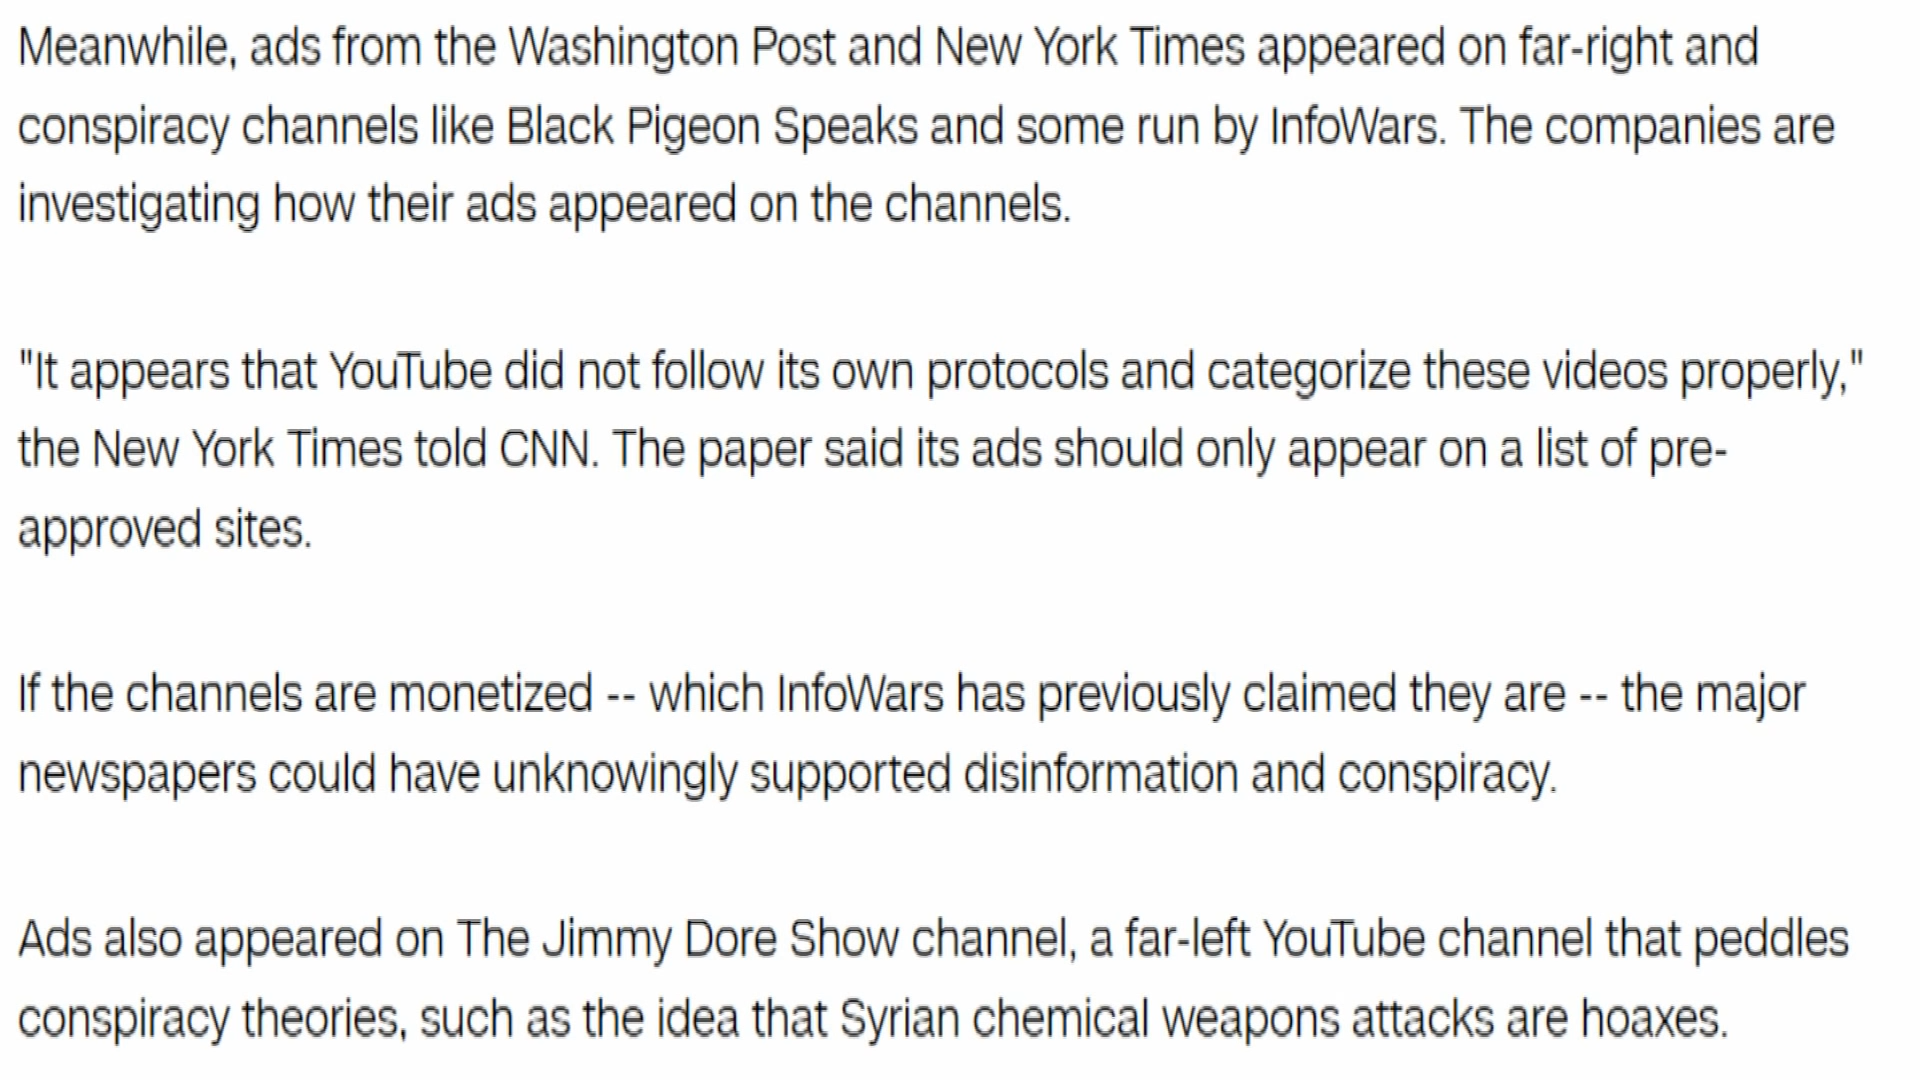 Meanwhile, ads from the Washington Post and New York Times appeared on far-right and
conspiracy channels like Black Pigeon Speaks and some run by InfoWars. The companies are
investigating how their ads appeared on the channels.
"It appears that YouTube did not follow its own protocols and categorize these videos properly,"
the New York Times told CNN. The paper said its ads should only appear on a list of pre-
approved sites.
If the channels are monetized -- which InfoWars has previously claimed they are -- the major
newspapers could have unknowingly supported disinformation and conspiracy.
Ads also appeared on The Jimmy Dore Show channel, a far-left YouTube channel that peddles
conspiracy theories, such as the idea that Syrian chemical weapons attacks are hoaxes.